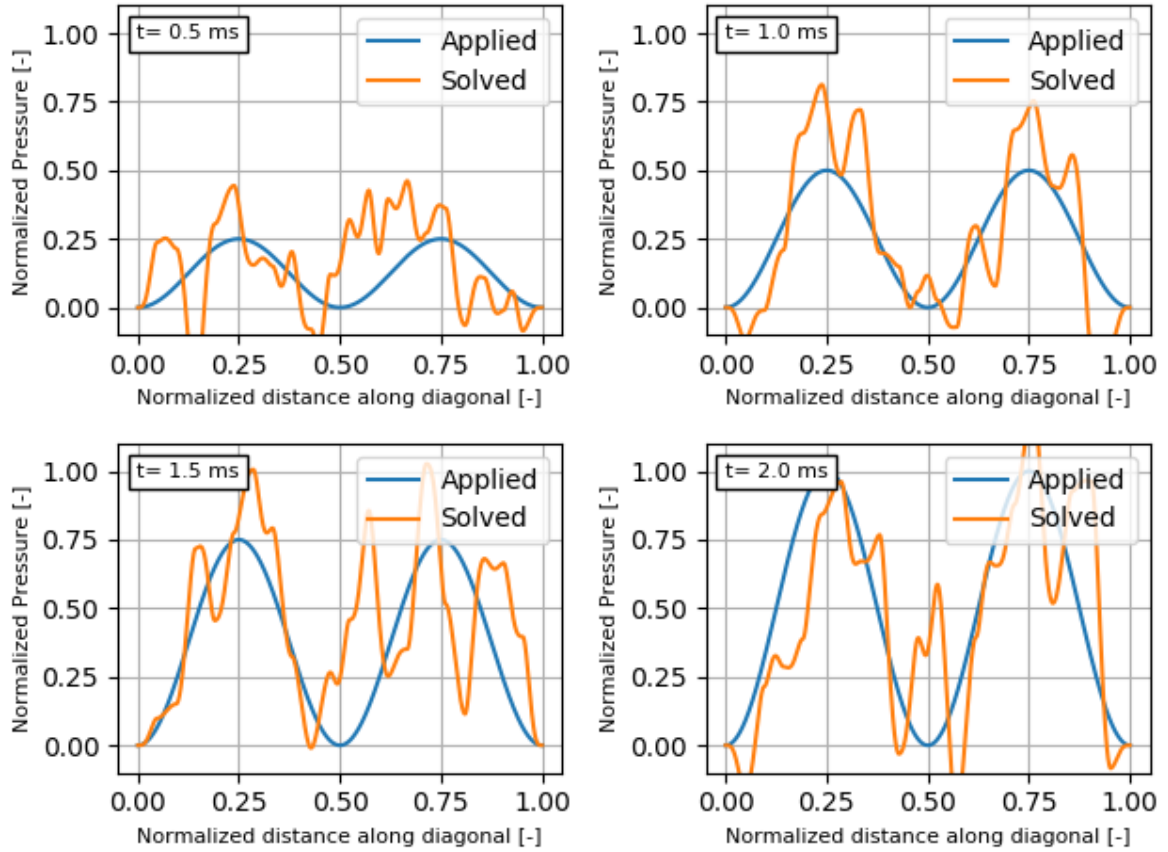 t= 0.5 ms
Applied
Solved
Normalized Pressure [-]
1.00
0.75
0.50
0.25
0.00
0.00 0.25 0.50 0.75 1.00
Normalized distance along diagonal [-]
t= 1.0 ms
Applied
Solved
Normalized Pressure [-]
1.00
0.75
0.50
0.25
0.00
0.00 0.25 0.50 0.75 1.00
Normalized distance along diagonal [-]
t= 1.5 ms
Applied
Solved
Normalized Pressure [-]
1.00
0.75
0.50
0.25
0.00
0.00 0.25 0.50 0.75 1.00
Normalized distance along diagonal [-]
t= 2.0 ms
Applied
Solved
Normalized Pressure [-]
1.00
0.75
0.50
0.25
0.00
0.00 0.25 0.50 0.75 1.00
Normalized distance along diagonal [-]